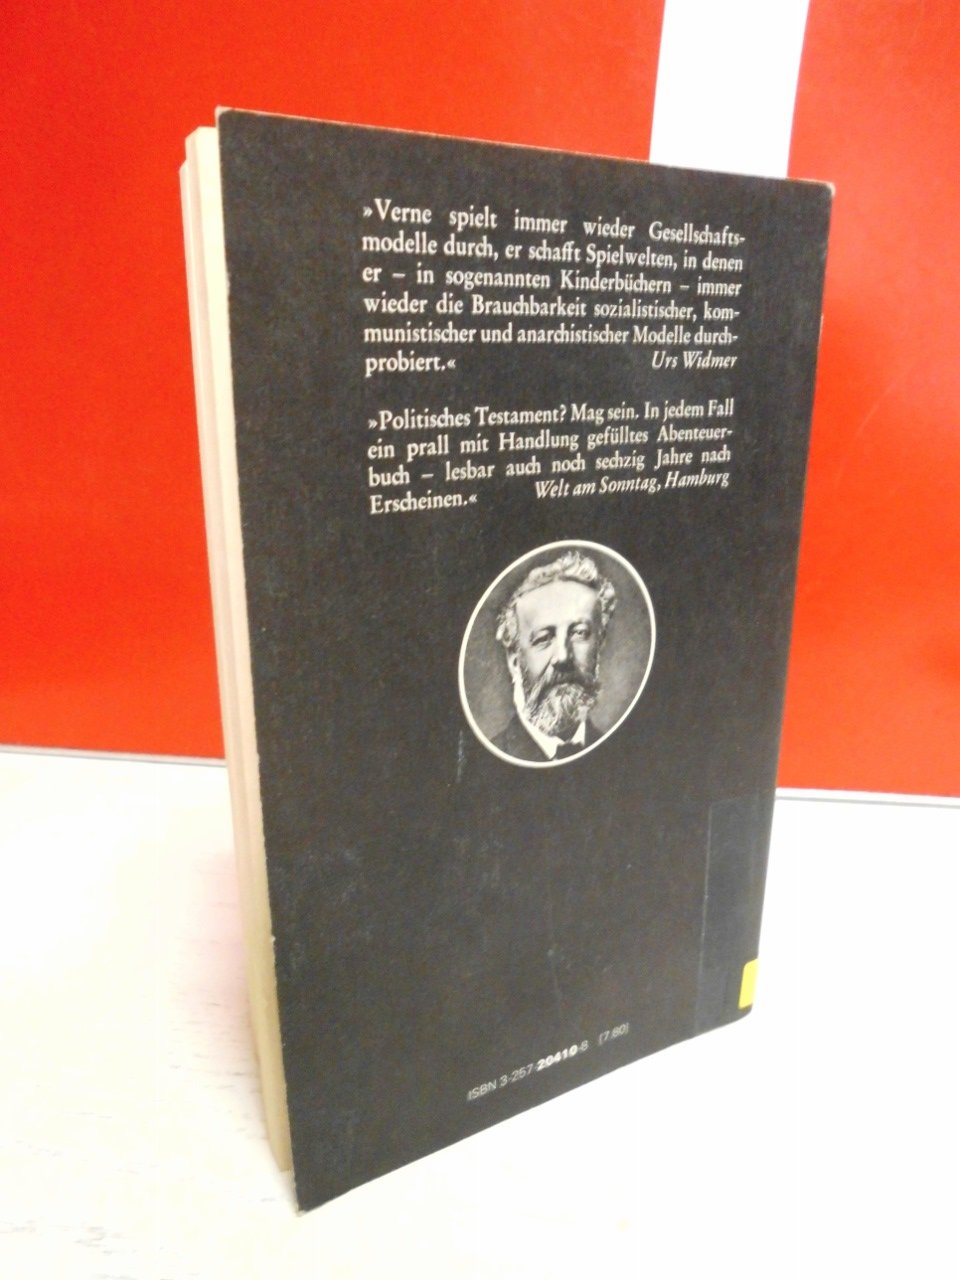 »Verne spielt immer wieder Gesellschafts-
modelle durch, er schafft Spielwelten, in denen
er – in sogenannten Kinderbüchern – immer
wieder die Brauchbarkeit sozialistischer, kom-
munistischer und anarchistischer Modelle durch-
probiert.« Urs Widmer
»Politisches Testament? Mag sein. In jedem Fall
ein prall mit Handlung gefülltes Abenteuer-
buch – lesbar auch noch sechzig Jahre nach
Erscheinen.« Welt am Sonntag, Hamburg
ISBN 3-257-20410-8 [7.80]